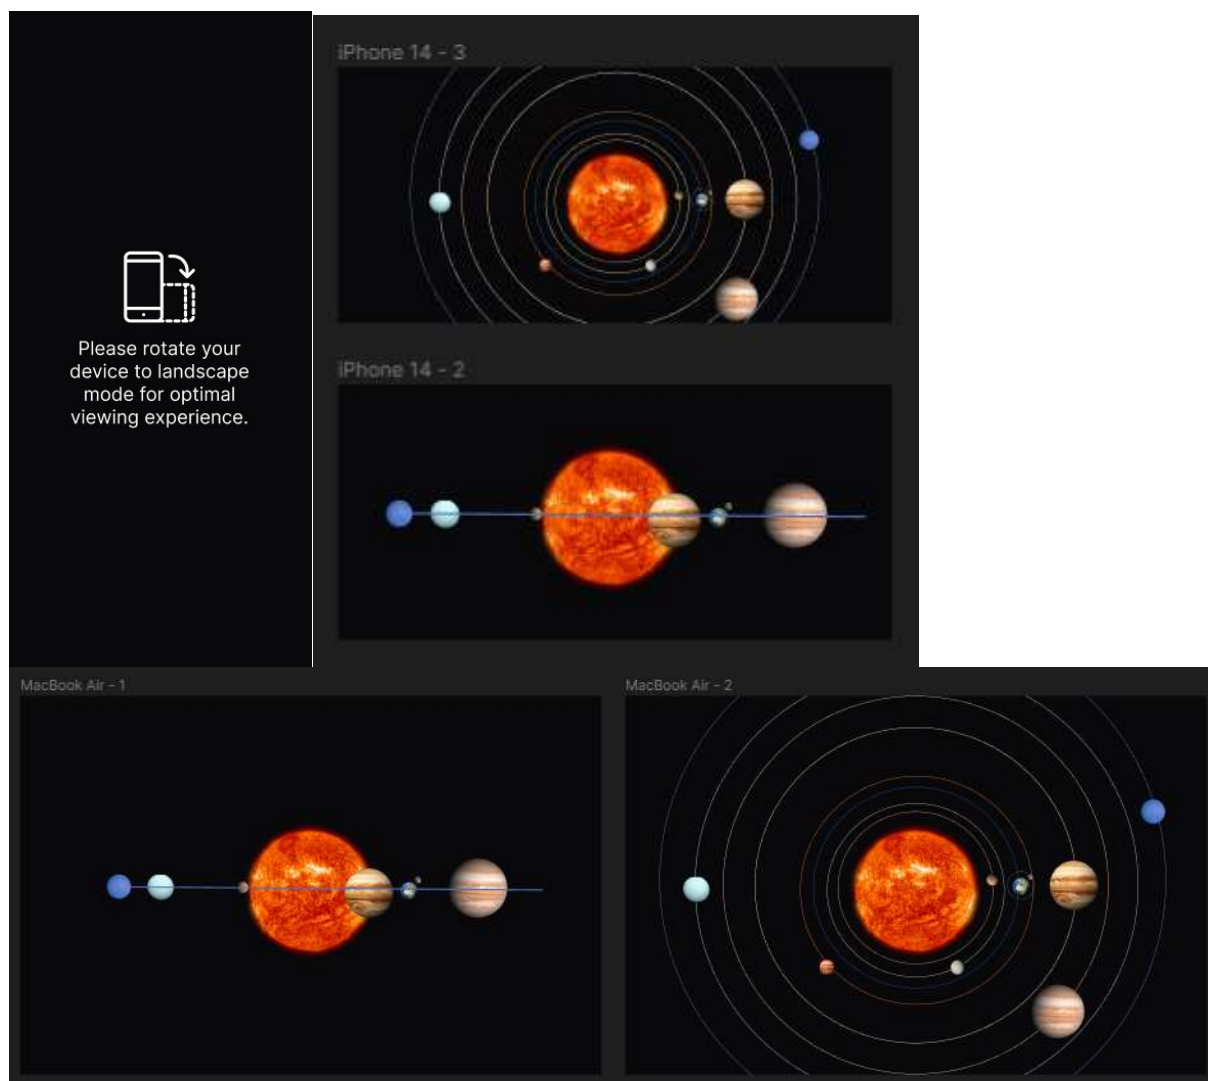 iPhone 14 - 3
Please rotate your
device to landscape
mode for optimal
viewing experience.
iPhone 14 - 2
MacBook Air - 1
MacBook Air - 2